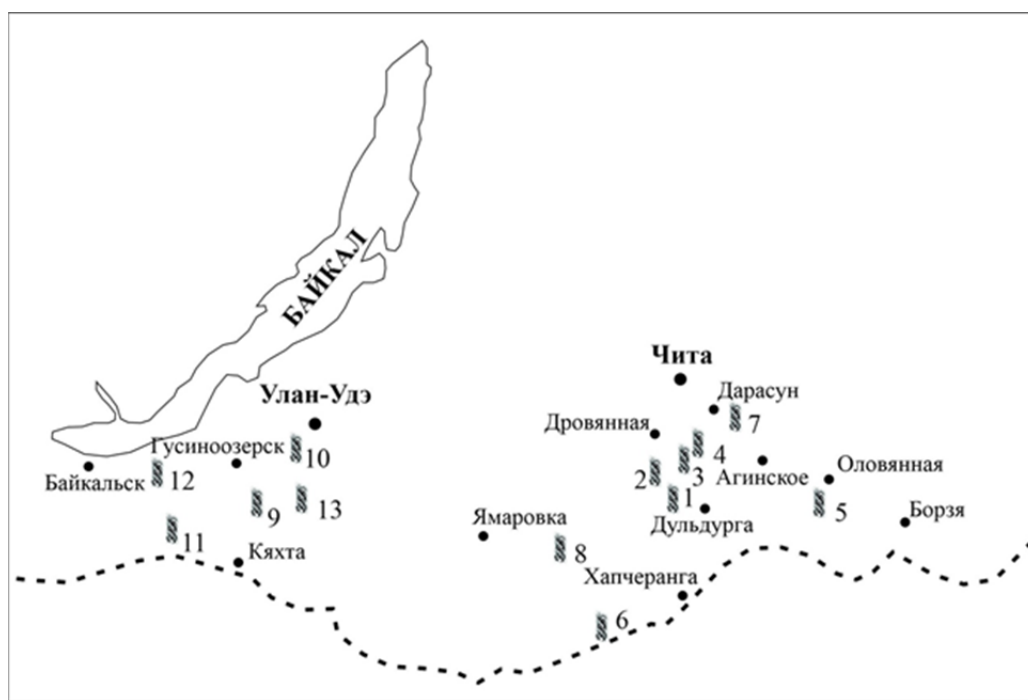 БАЙКАЛ
Чита
Улан-Удэ
Дарасун
7
Дровянная
4
Гусиноозерск
10
3
Агинское
Оловянная
Байкальск
12
2
9
13
1
Дульдурга
5
Борзя
Ямаровка
11
Кяхта
8
Хапчеранга
6